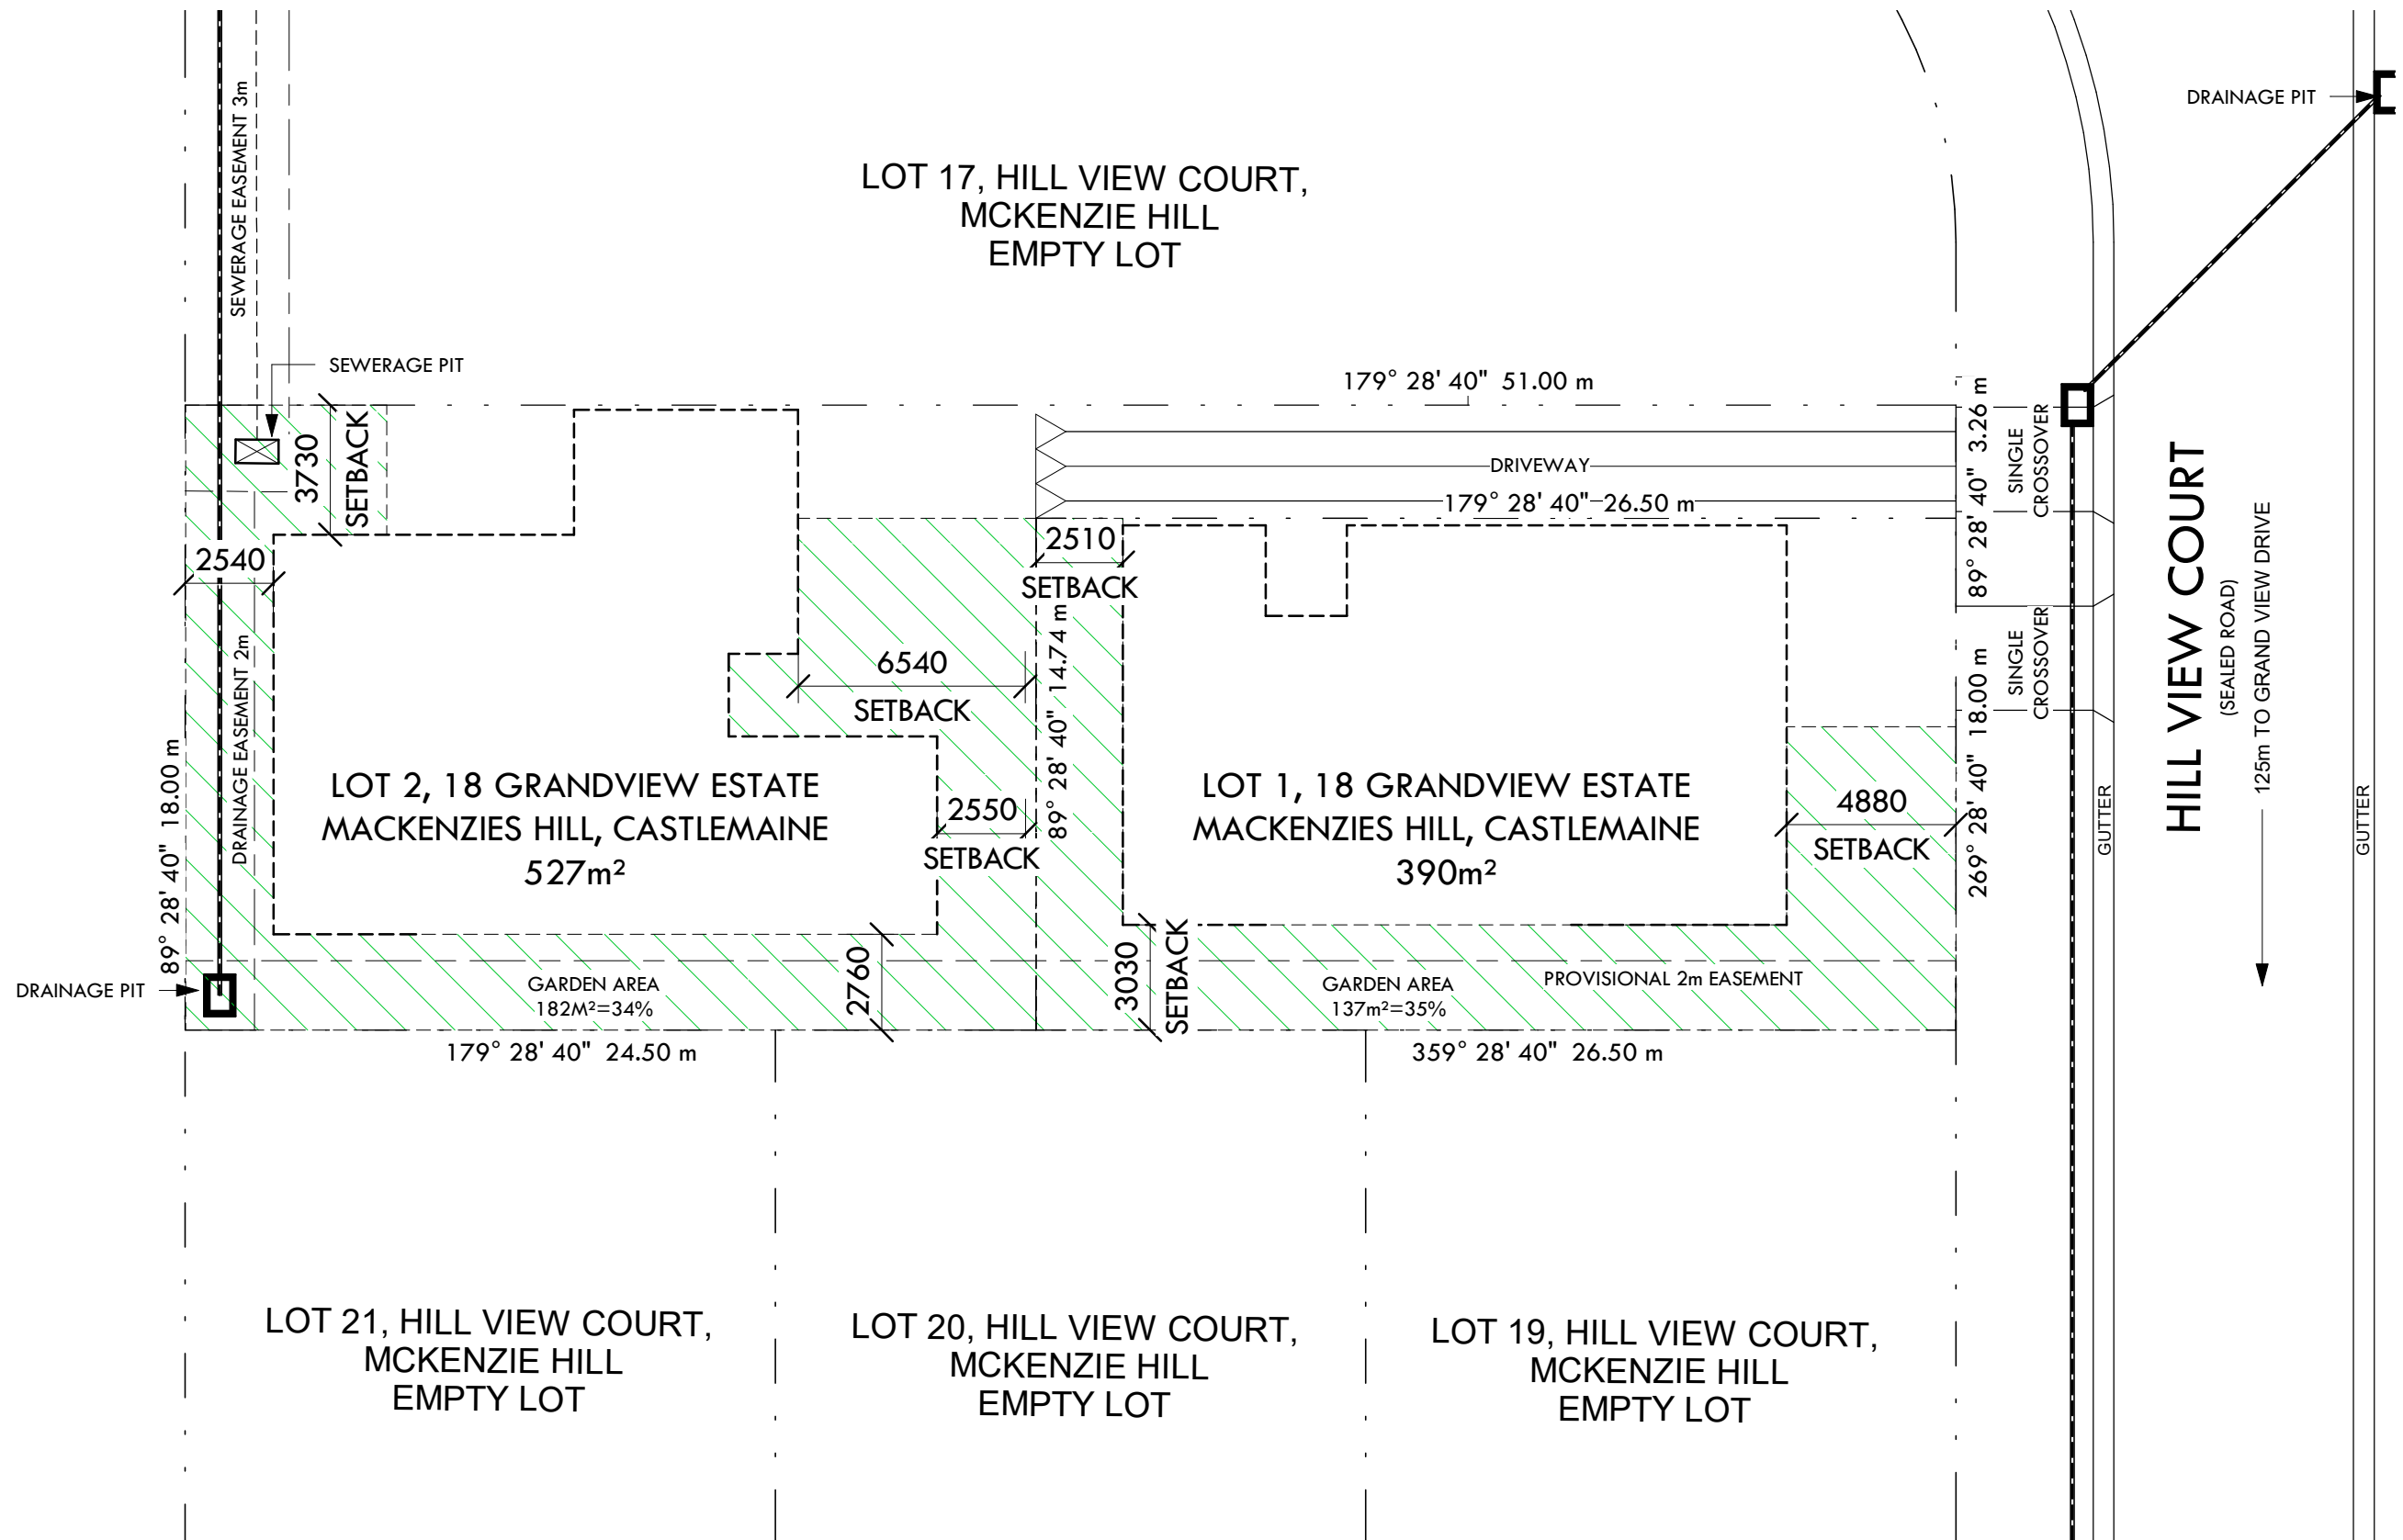 SEWERAGE EASEMENT 3m
DRAINAGE PIT
LOT 17, HILL VIEW COURT,
MCKENZIE HILL
EMPTY LOT
SEWERAGE PIT
179° 28' 40" 51.00 m
3730
SETBACK
DRIVEWAY
179° 28' 40" 26.50 m
89° 28' 40" 3.26 m
SINGLE
CROSSOVER
2540
2510
SETBACK
DRAINAGE EASEMENT 2m
6540
SETBACK
89° 28' 40" 14.74 m
SINGLE
CROSSOVER
HILL VIEW COURT
(SEALED ROAD)
125m TO GRAND VIEW DRIVE
89° 28' 40" 18.00 m
LOT 2, 18 GRANDVIEW ESTATE
MACKENZIES HILL, CASTLEMAINE
527m²
2550
SETBACK
LOT 1, 18 GRANDVIEW ESTATE
MACKENZIES HILL, CASTLEMAINE
390m²
4880
SETBACK
269° 28' 40" 18.00 m
GUTTER
GUTTER
DRAINAGE PIT
GARDEN AREA
182M²=34%
2760
3030
SETBACK
GARDEN AREA
137m²=35%
PROVISIONAL 2m EASEMENT
179° 28' 40" 24.50 m
359° 28' 40" 26.50 m
LOT 21, HILL VIEW COURT,
MCKENZIE HILL
EMPTY LOT
LOT 20, HILL VIEW COURT,
MCKENZIE HILL
EMPTY LOT
LOT 19, HILL VIEW COURT,
MCKENZIE HILL
EMPTY LOT